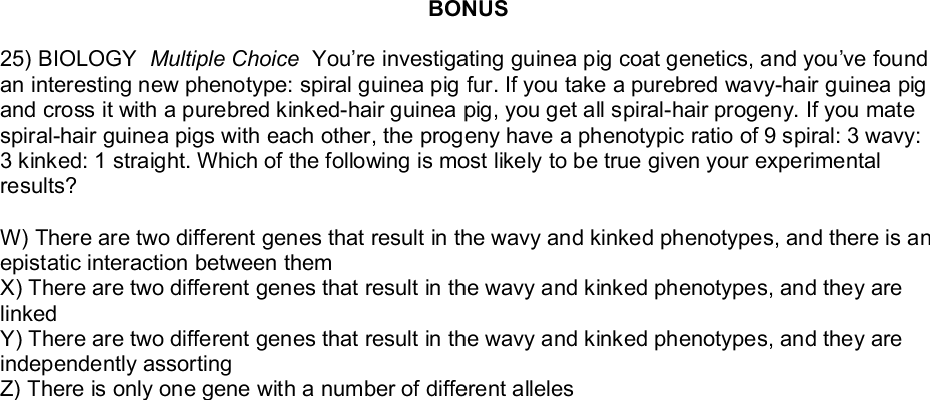 BONUS
25) BIOLOGY Multiple Choice You're investigating guinea pig coat genetics, and you've found
an interesting new phenotype: spiral guinea pig fur. If you take a purebred wavy-hair guinea pig
and cross it with a purebred kinked-hair guinea pig, you get all spiral-hair progeny. If you mate
spiral-hair guinea pigs with each other, the progeny have a phenotypic ratio of 9 spiral: 3 wavy:
3 kinked: 1 straight. Which of the following is most likely to be true given your experimental
results?
W) There are two different genes that result in the wavy and kinked phenotypes, and there is an
epistatic interaction between them
X) There are two different genes that result in the wavy and kinked phenotypes, and they are
linked
Y) There are two different genes that result in the wavy and kinked phenotypes, and they are
independently assorting
Z) There is only one gene with a number of different alleles